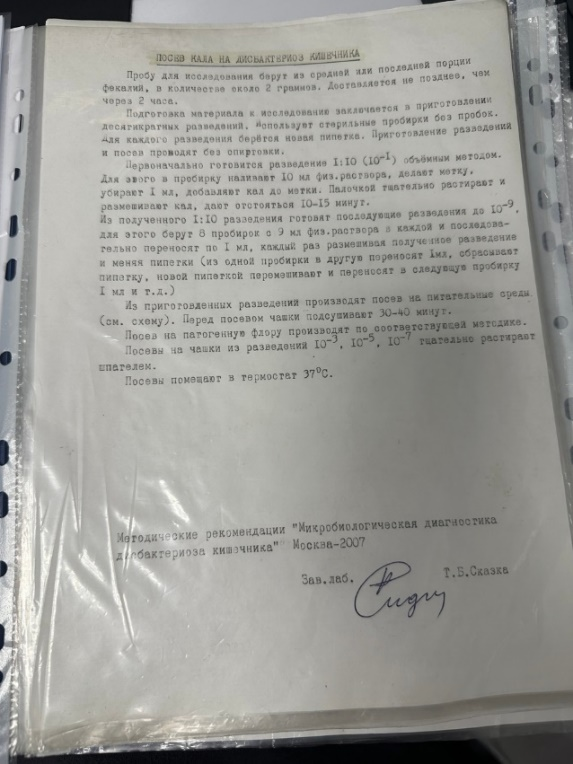 ПОСЕВ КАЛА НА ДИСБАКТЕРИОЗ КИШЕЧНИКА
Пробу для исследования берут из средней или последней порции
фекалий, в количестве около 2 граммов. Доставляется не позднее, чем
через 2 часа.
Подготовка материала к исследованию заключается в приготовлении
десятикратных разведений. Используют стерильные пробирки без пробок.
Для каждого разведения берётся новая пипетка. Приготовление разведений
и посев проводят без спиртовки.
Первоначально готовится разведение I:IO (IO⁻¹) объёмным методом.
Для этого в пробирку наливают IO мл физ.раствора, делают метку,
убирают I мл, добавляют кал до метки. Палочкой тщательно растирают и
размешивают кал, дают отстояться IO-I5 минут.
Из полученного I:IO разведения готовят последующие разведения до IO⁻⁹,
для этого берут 8 пробирок с 9 мл физ.раствора в каждой и последова-
тельно переносят по I мл, каждый раз размешивая полученное разведение
и меняя пипетки (из одной пробирки в другую переносят Iмл, сбрасывают
пипетку, новой пипеткой перемешивают и переносят в следующую пробирку
I мл и т.д.)
Из приготовленных разведений производят посев на питательные среды
(см. схему). Перед посевом чашки подсушивают 30-40 минут.
Посев на патогенную флору производят по соответствующей методике.
Посевы на чашки из разведений IO⁻³, IO⁻⁵, IO⁻⁷ тщательно растирают
шпателем.
Посевы помещают в термостат 37⁰С.
Методические рекомендации "Микробиологическая диагностика
дисбактериоза кишечника" Москва-2007
Зав.лаб. Т.Б.Сказка